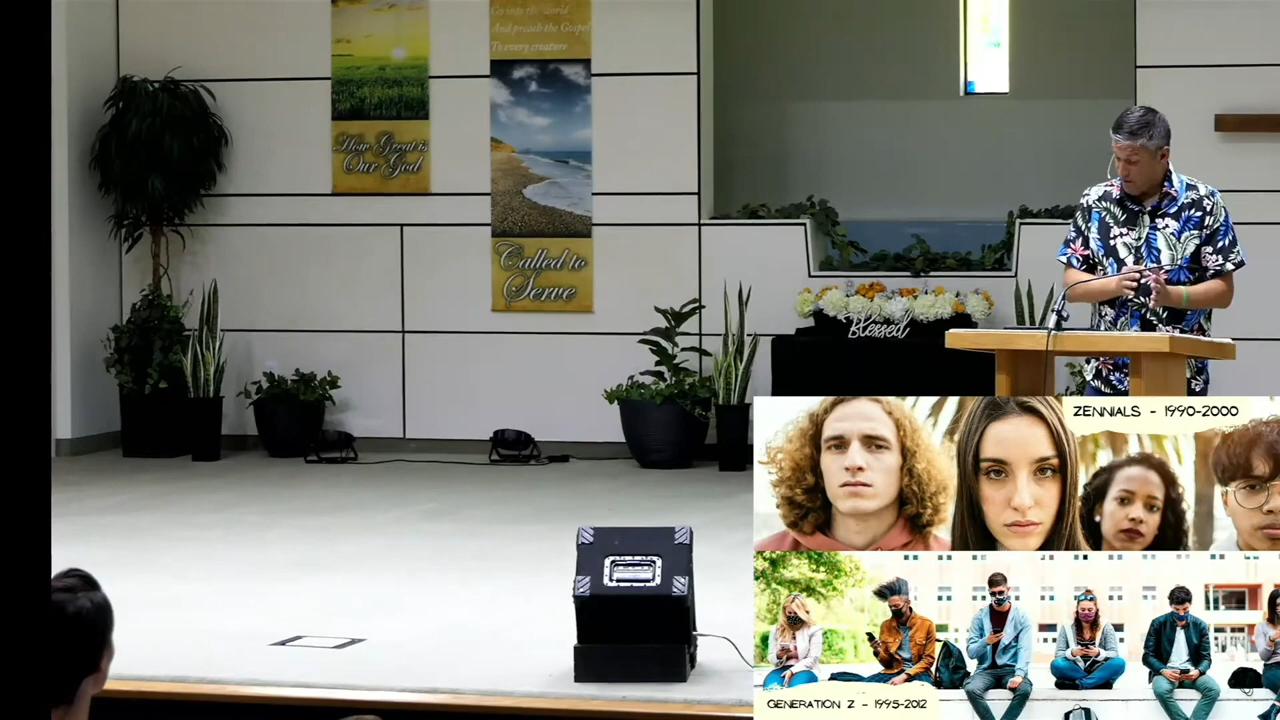 Go into the world
And preach the Gospel
To every creature
How Great is
Our God
Called to
Serve
Blessed
ZENNIALS - 1990-2000
GENERATION Z - 1995-2012